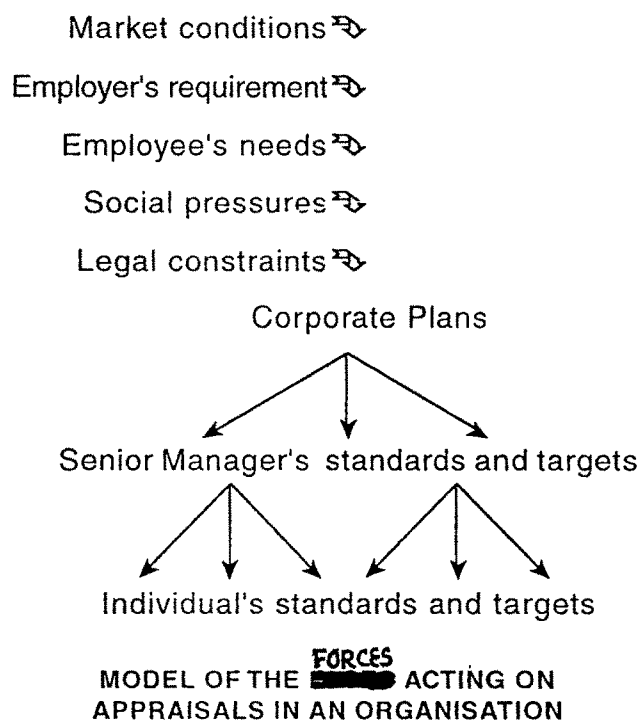 Market conditions
Employer's requirement
Employee's needs
Social pressures
Legal constraints
Corporate Plans
Senior Manager's standards and targets
Individual's standards and targets
FORCES
MODEL OF THE ACTING ON
APPRAISALS IN AN ORGANISATION